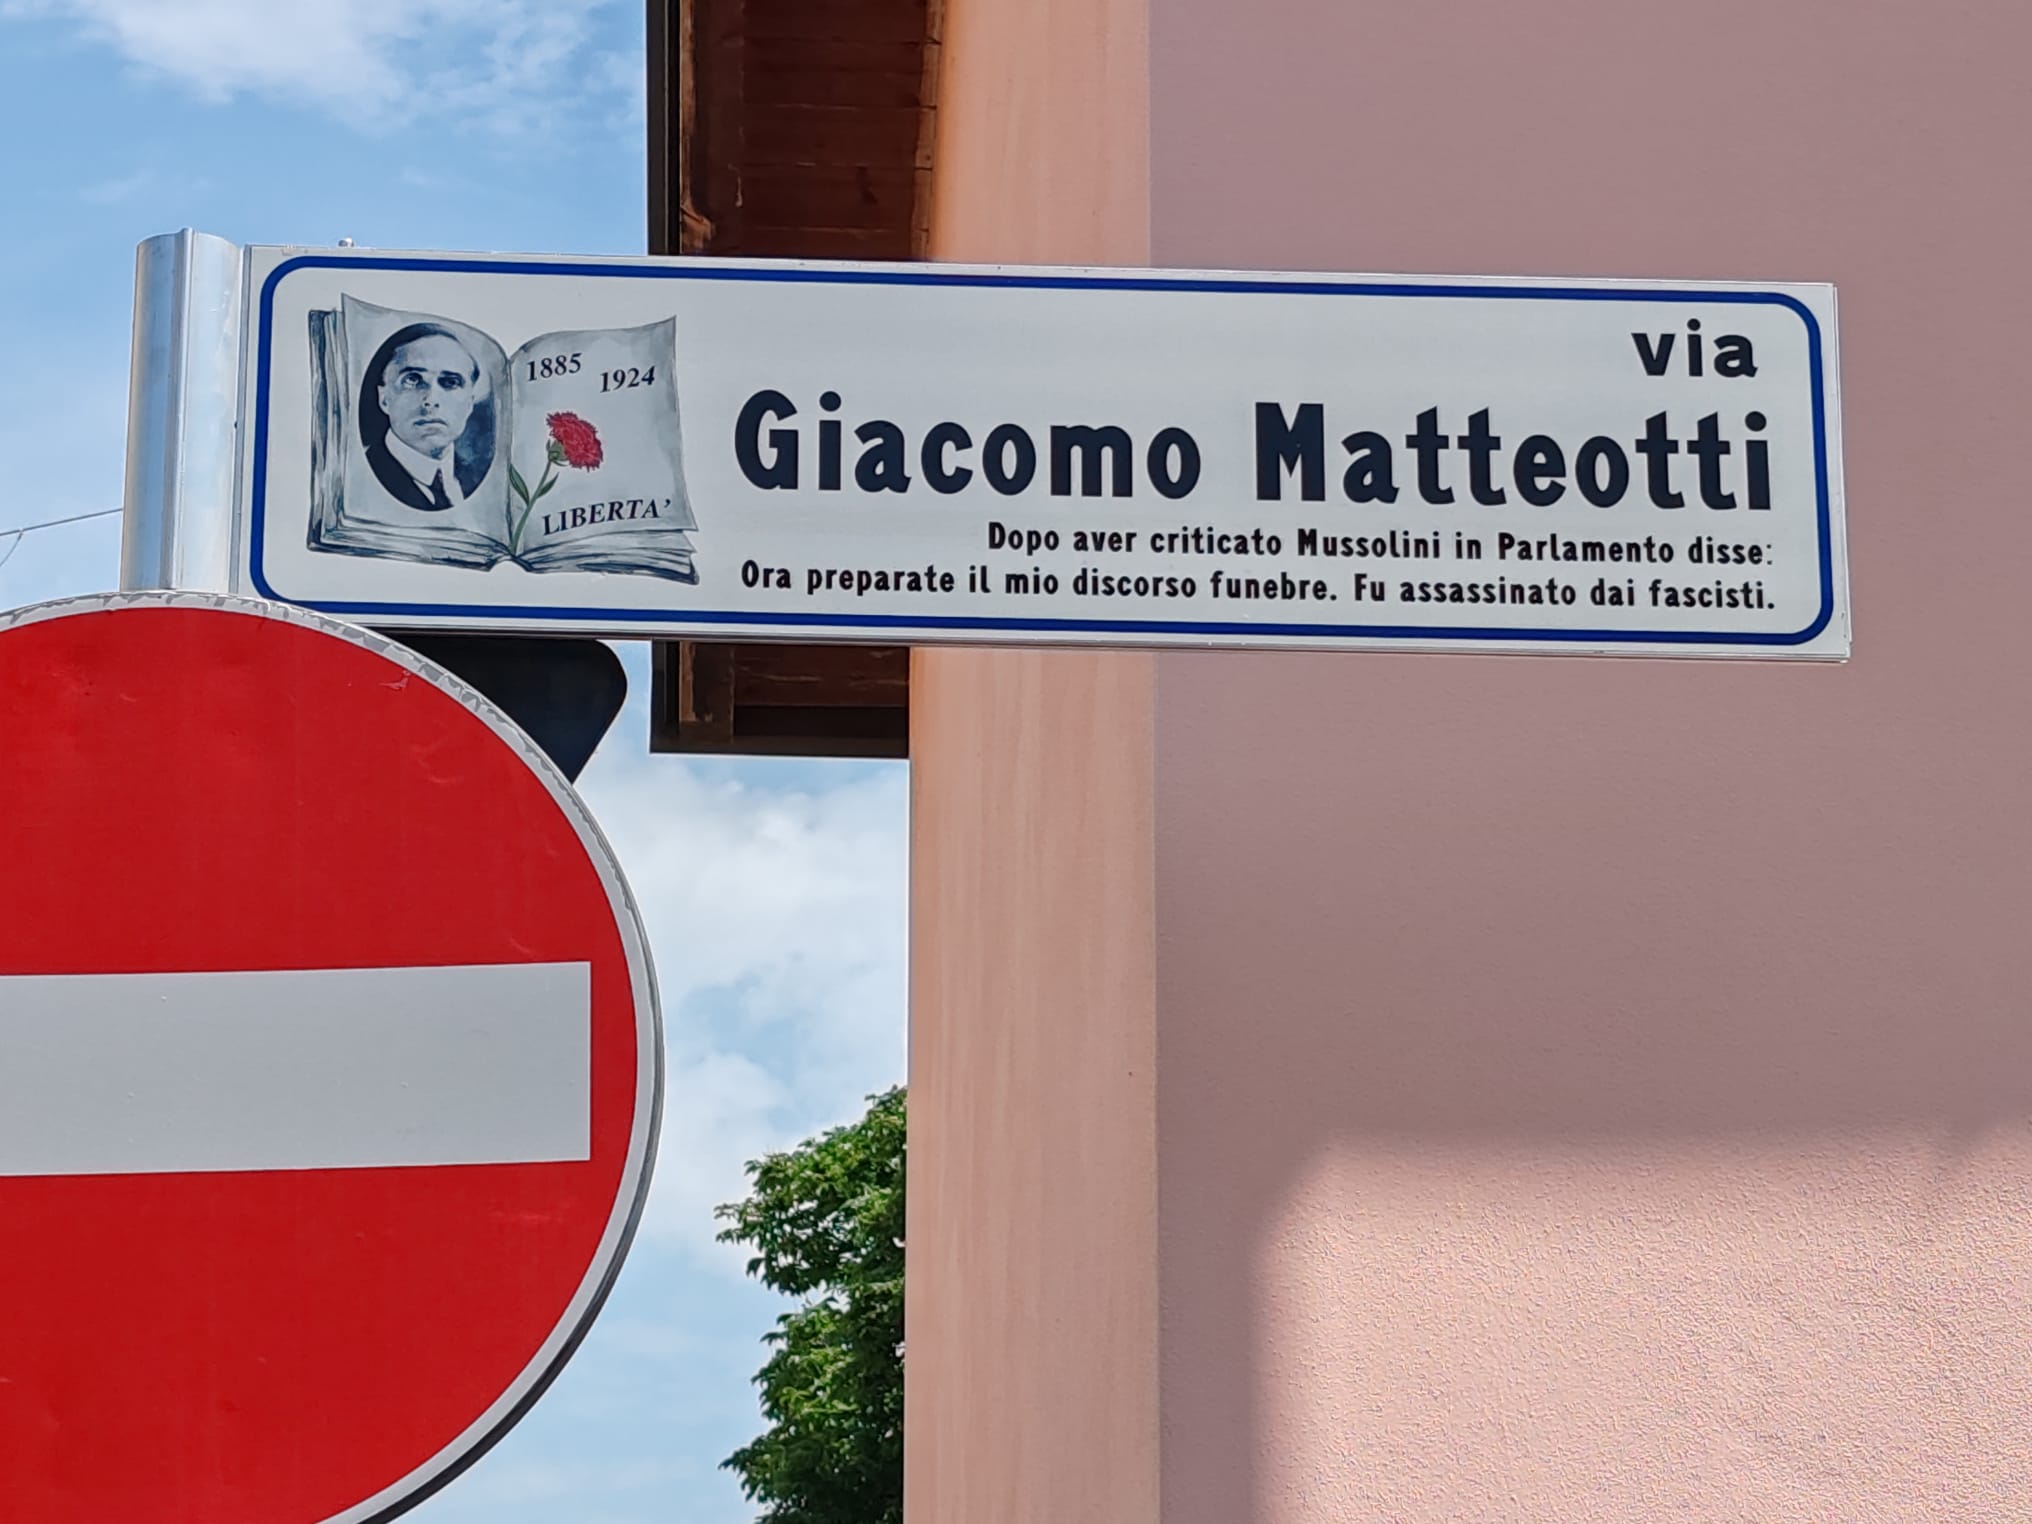 1885
1924
LIBERTA'
via
Giacomo Matteotti
Dopo aver criticato Mussolini in Parlamento disse:
Ora preparate il mio discorso funebre. Fu assassinato dai fascisti.